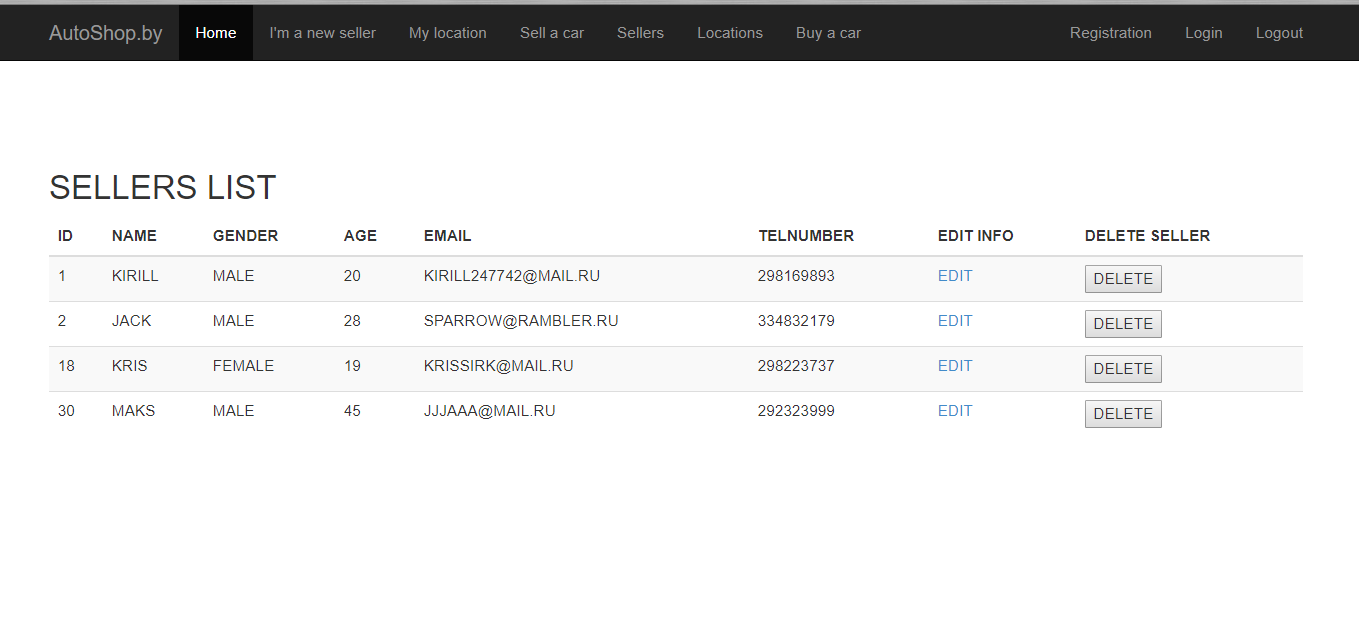 AutoShop.by Home I'm a new seller My location Sell a car Sellers Locations Buy a car Registration Login Logout
SELLERS LIST
ID NAME GENDER AGE EMAIL TELNUMBER EDIT INFO DELETE SELLER
1 KIRILL MALE 20 KIRILL247742@MAIL.RU 298169893 EDIT DELETE
2 JACK MALE 28 SPARROW@RAMBLER.RU 334832179 EDIT DELETE
18 KRIS FEMALE 19 KRISSIRK@MAIL.RU 298223737 EDIT DELETE
30 MAKS MALE 45 JJJAAA@MAIL.RU 292323999 EDIT DELETE